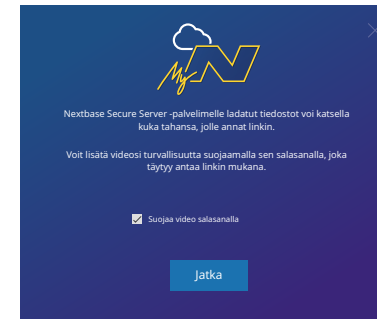 My N
Nextbase Secure Server -palvelimelle ladatut tiedostot voi katsella
kuka tahansa, jolle annat linkin.
Voit lisätä videosi turvallisuutta suojaamalla sen salasanalla, joka
täytyy antaa linkin mukana.
Suojaa video salasanalla
Jatka